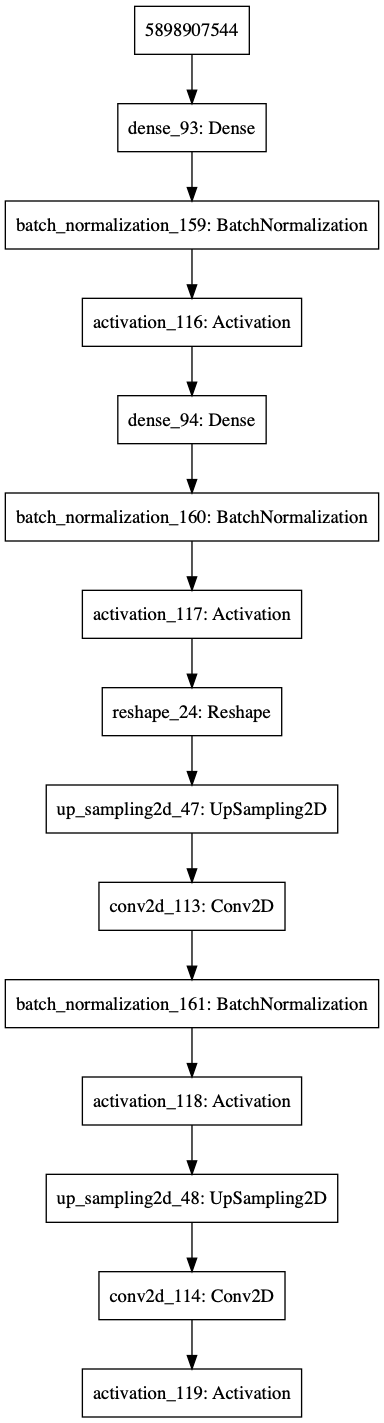 5898907544
dense_93: Dense
batch_normalization_159: BatchNormalization
activation_116: Activation
dense_94: Dense
batch_normalization_160: BatchNormalization
activation_117: Activation
reshape_24: Reshape
up_sampling2d_47: UpSampling2D
conv2d_113: Conv2D
batch_normalization_161: BatchNormalization
activation_118: Activation
up_sampling2d_48: UpSampling2D
conv2d_114: Conv2D
activation_119: Activation